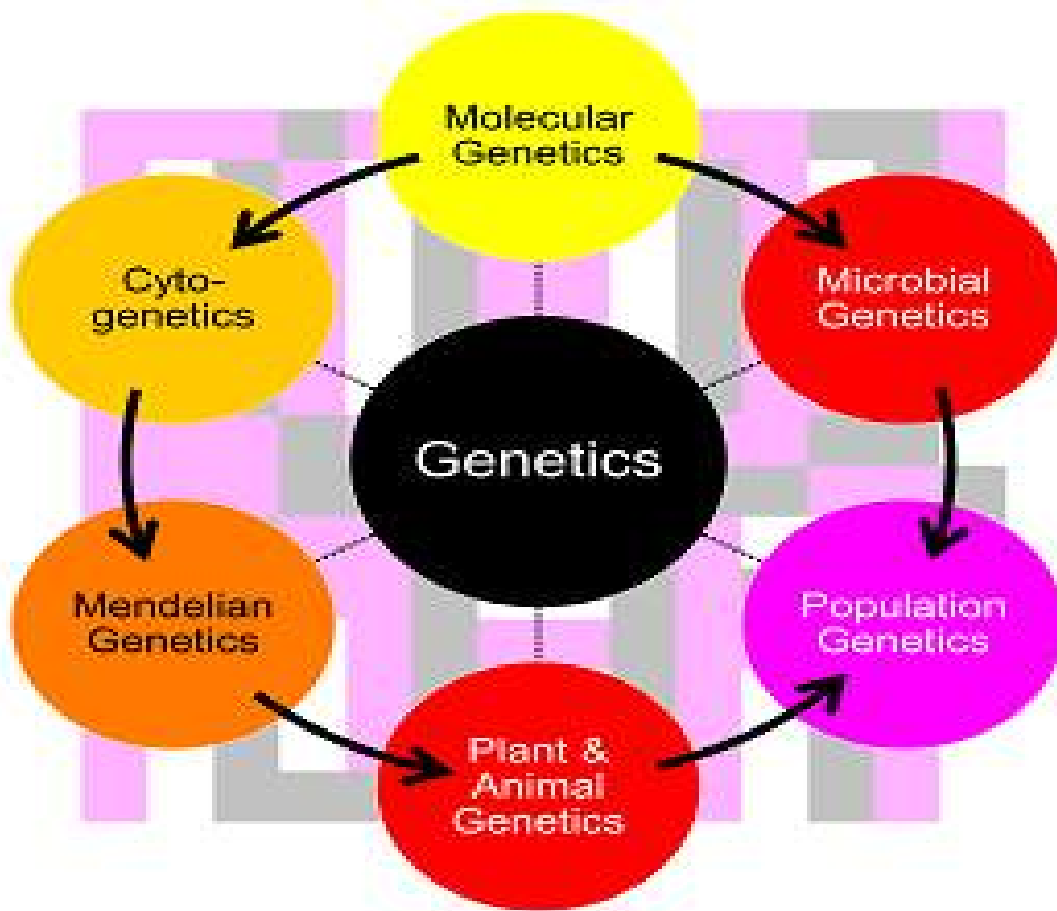 Molecular
Genetics
Cyto-
genetics
Microbial
Genetics
Genetics
Mendelian
Genetics
Population
Genetics
Plant &
Animal
Genetics